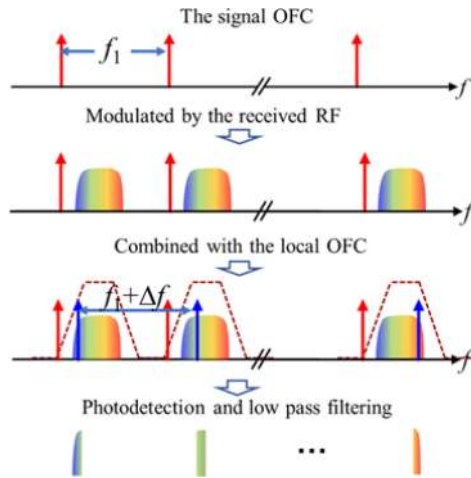 The signal OFC
f₁
f
Modulated by the received RF
f
Combined with the local OFC
f₁+Δf
f
Photodetection and low pass filtering
...